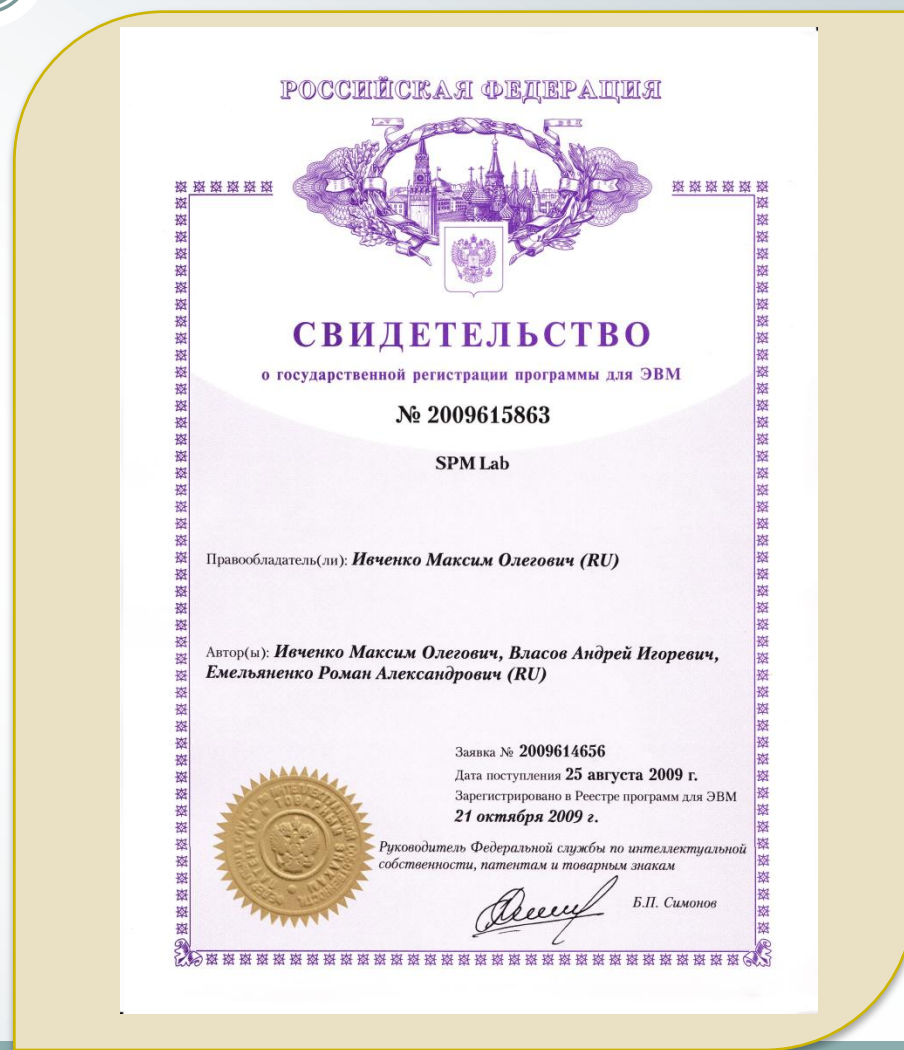 РОССИЙСКАЯ ФЕДЕРАЦИЯ
СВИДЕТЕЛЬСТВО
о государственной регистрации программы для ЭВМ
№ 2009615863
SPM Lab
Правообладатель(ли): Ивченко Максим Олегович (RU)
Автор(ы): Ивченко Максим Олегович, Власов Андрей Игоревич,
Емельяненко Роман Александрович (RU)
Заявка № 2009614656
Дата поступления 25 августа 2009 г.
Зарегистрировано в Реестре программ для ЭВМ
21 октября 2009 г.
Руководитель Федеральной службы по интеллектуальной
собственности, патентам и товарным знакам
Б.П. Симонов